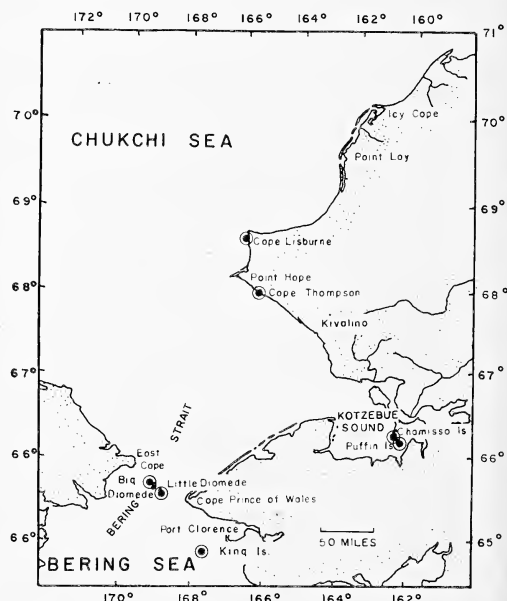 170° 169° 168° 166° 164° 162° 160°
71°
70°
70°
Icy Cape
CHUKCHI SEA
Point Lay
69°
69°
Cape Lisburne
Point Hope
68°
Cape Thompson
68°
Kivalina
67°
67°
STRAIT
KOTZEBUE
SOUND
Chamisso Is
Puffin Is
66°
66°
East
Cape
Big
Diomede
Little Diomede
Cape Prince of Wales
BERING
Port Clarence
66°
50 MILES
65°
BERING SEA
King Is.
170° 168° 166° 164° 162°